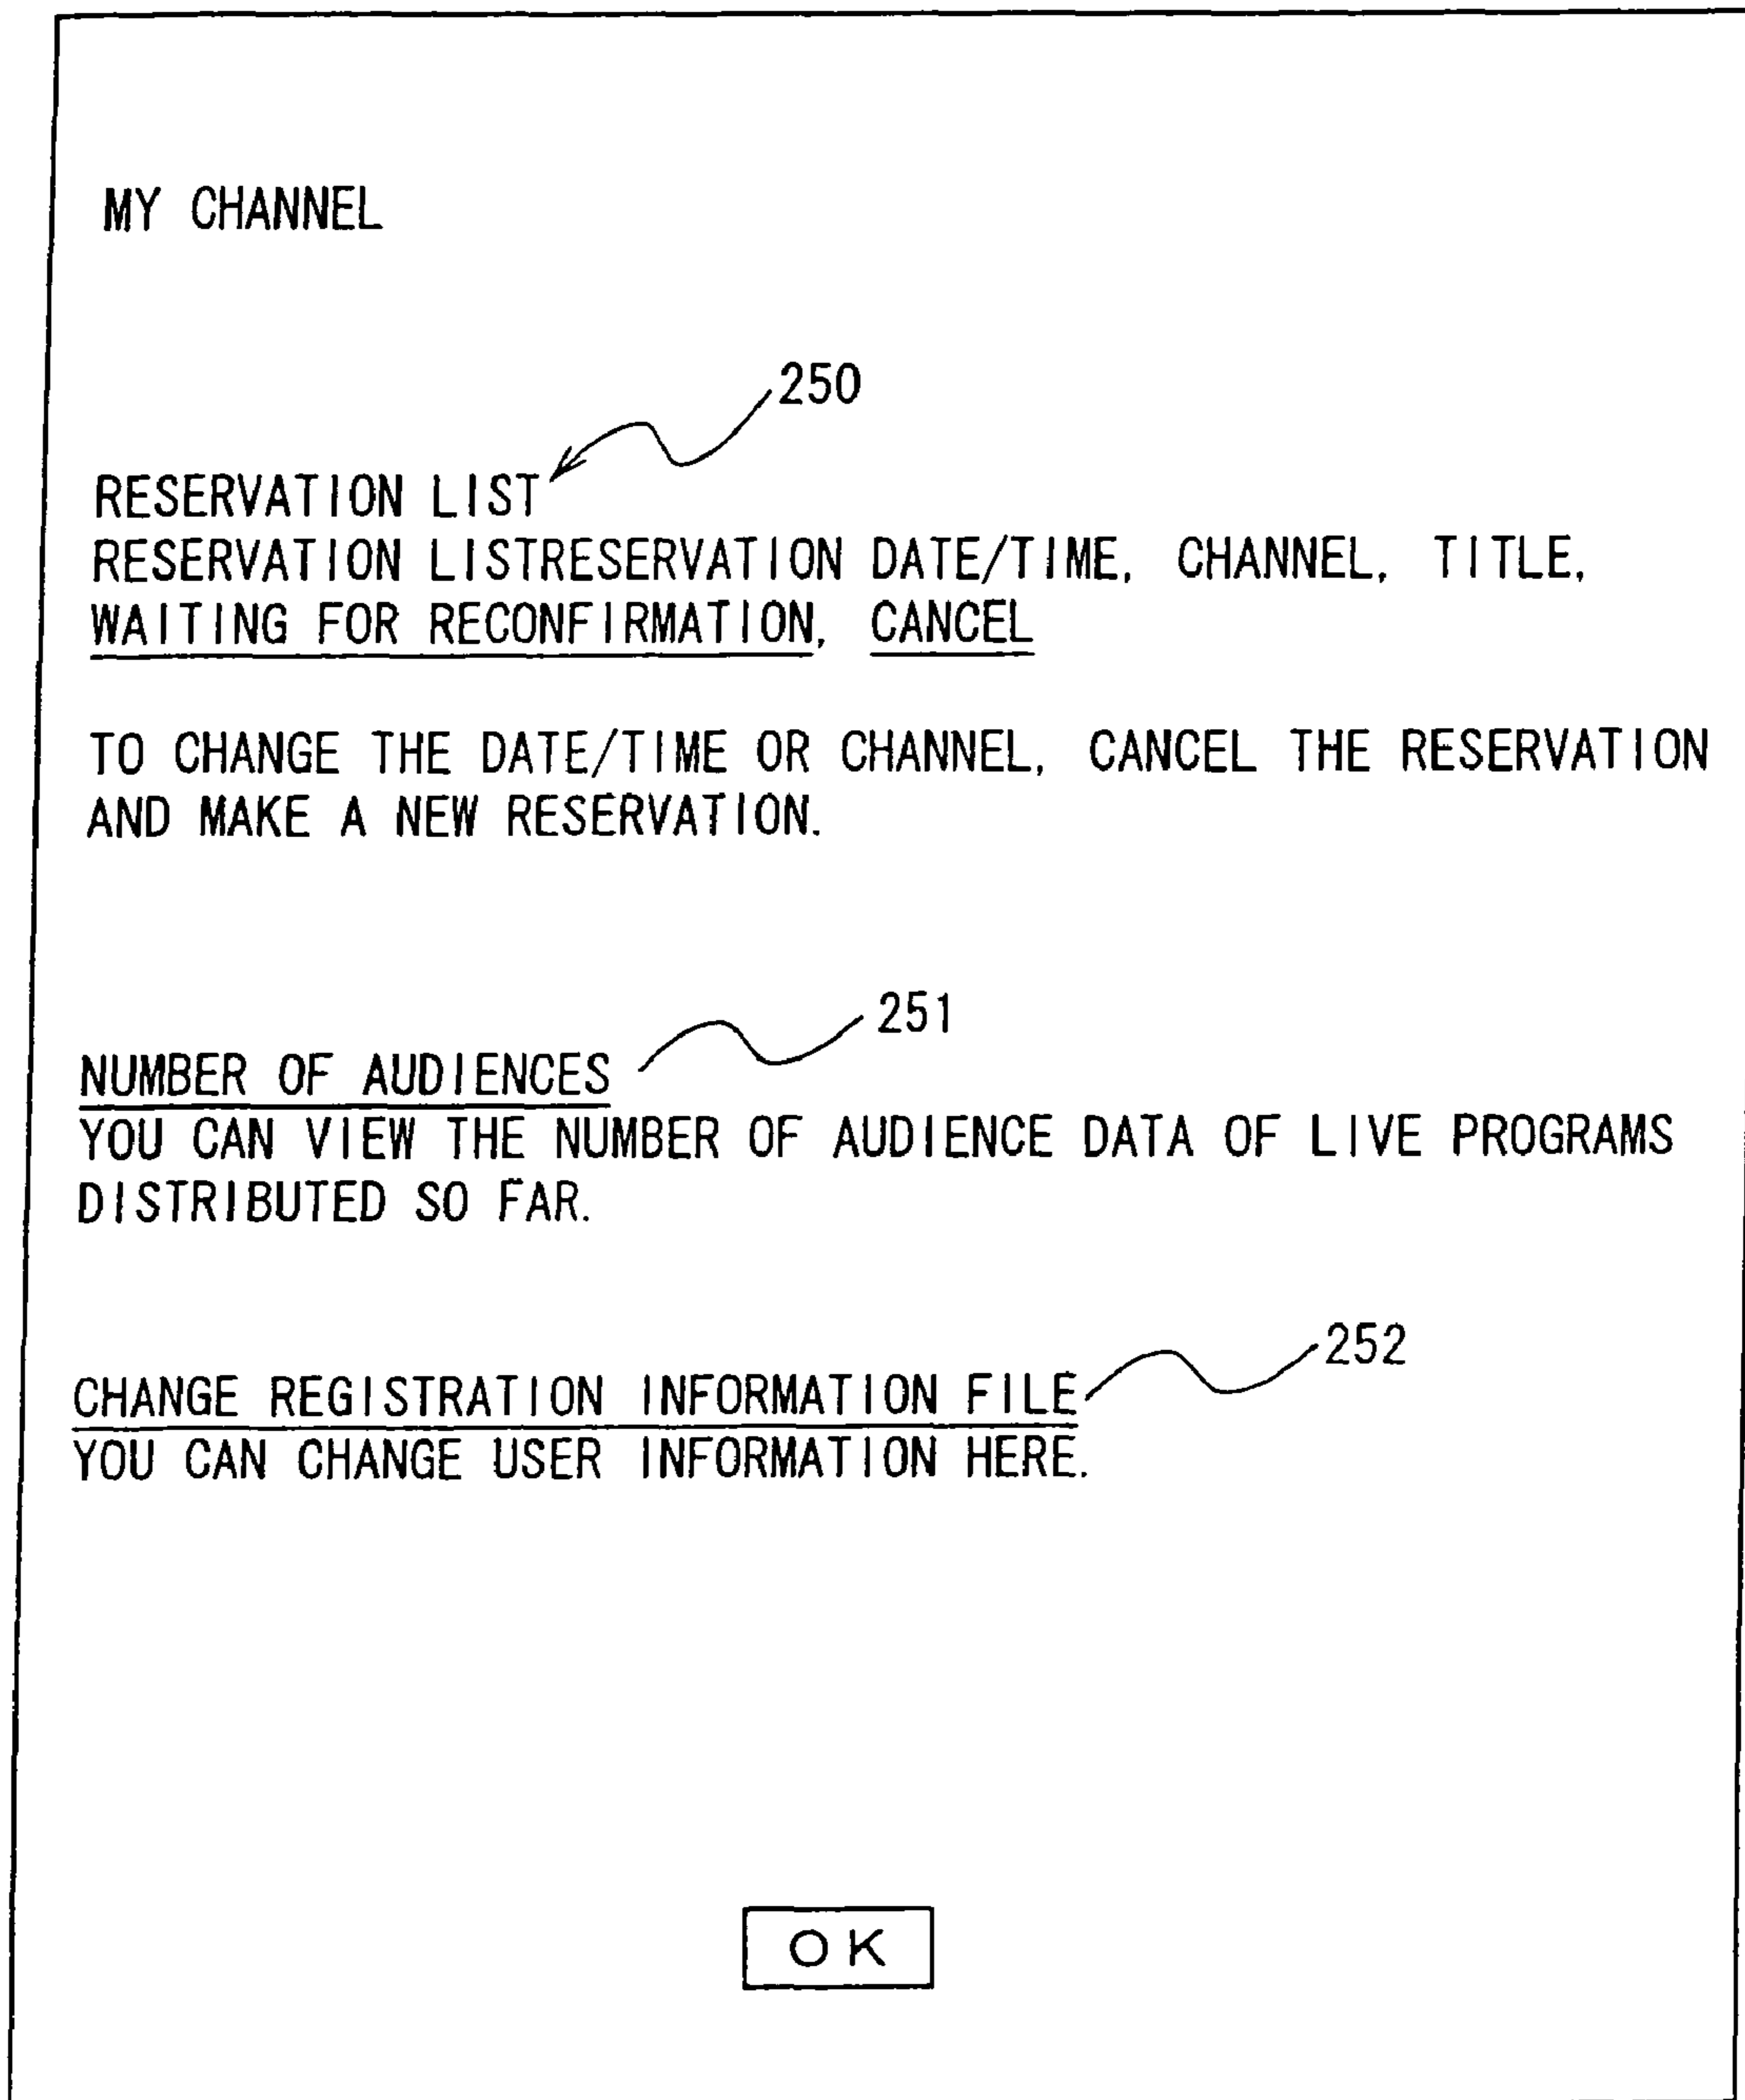 MY CHANNEL
250
RESERVATION LIST
RESERVATION LISTRESERVATION DATE/TIME, CHANNEL, TITLE,
WAITING FOR RECONFIRMATION, CANCEL
TO CHANGE THE DATE/TIME OR CHANNEL, CANCEL THE RESERVATION
AND MAKE A NEW RESERVATION.
251
NUMBER OF AUDIENCES
YOU CAN VIEW THE NUMBER OF AUDIENCE DATA OF LIVE PROGRAMS
DISTRIBUTED SO FAR.
252
CHANGE REGISTRATION INFORMATION FILE
YOU CAN CHANGE USER INFORMATION HERE.
OK